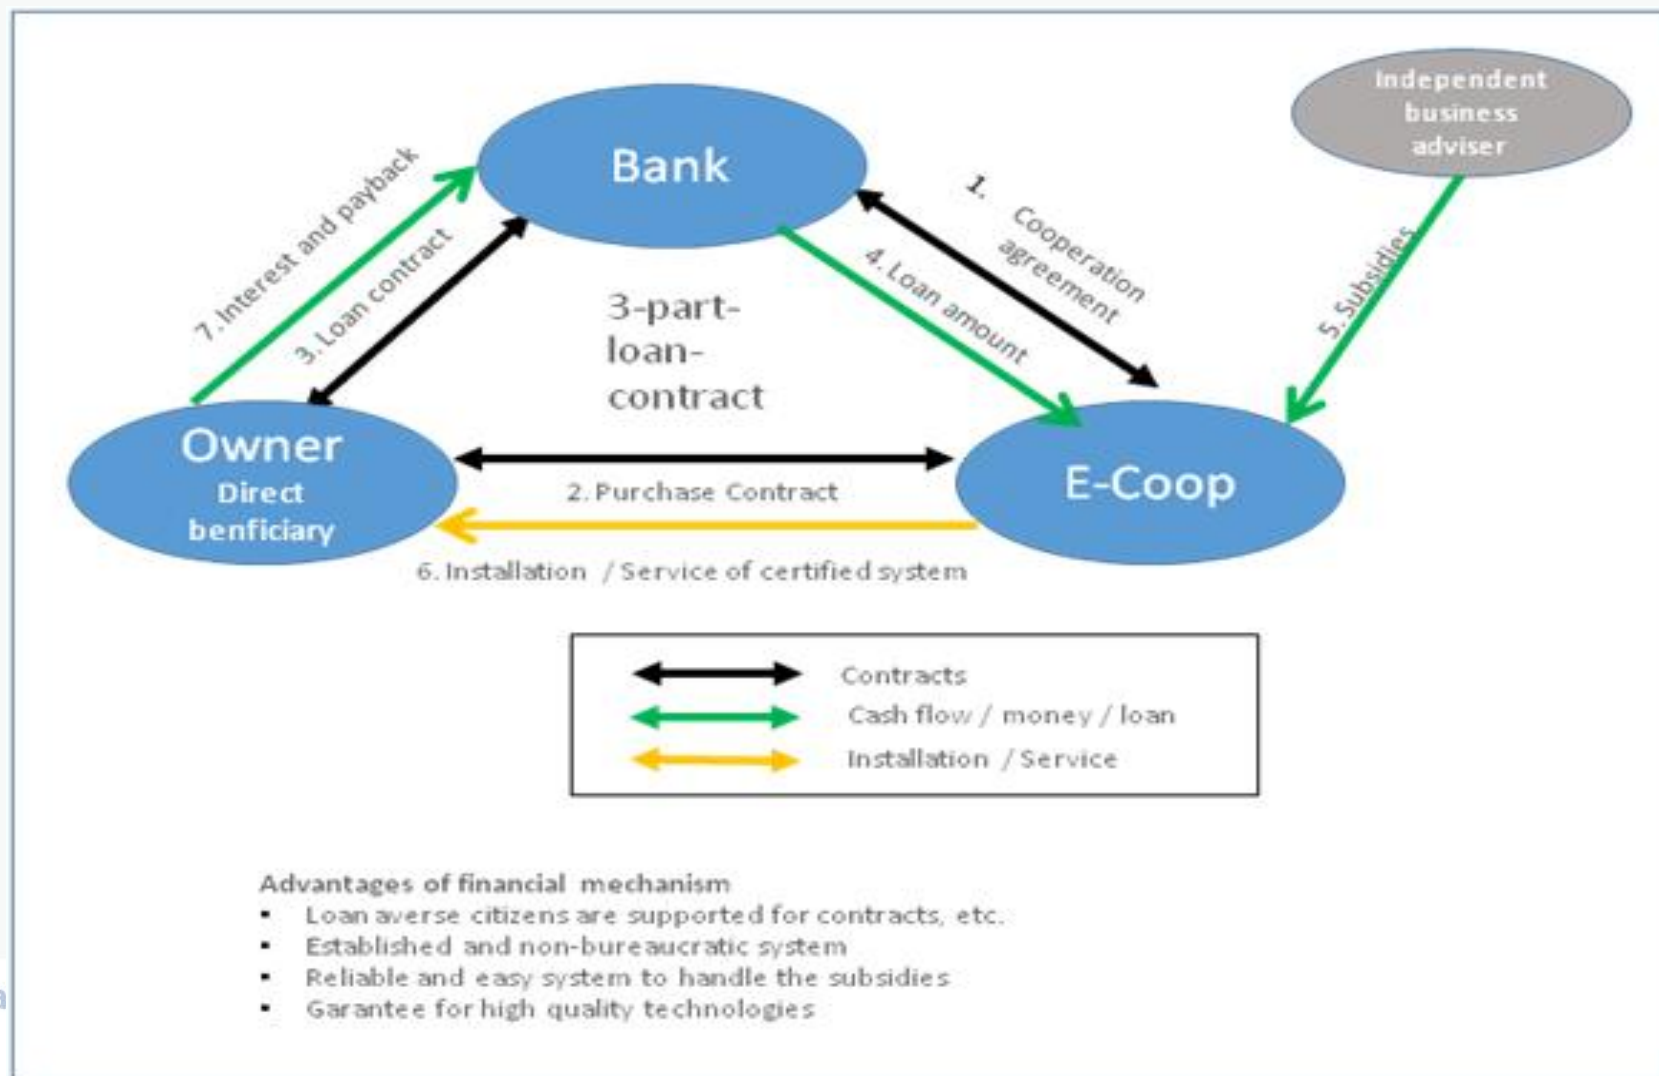 Independent
business
adviser
Bank
7. Interest and payback
3. Loan contract
1. Cooperation
agreement
4. Loan amount
5. Subsidies
3-part-
loan-
contract
Owner
Direct
benficiary
E-Coop
2. Purchase Contract
6. Installation / Service of certified system
Contracts
Cash flow / money / loan
Installation / Service
Advantages of financial mechanism
▪ Loan averse citizens are supported for contracts, etc.
▪ Established and non-bureaucratic system
▪ Reliable and easy system to handle the subsidies
▪ Garantee for high quality technologies
a